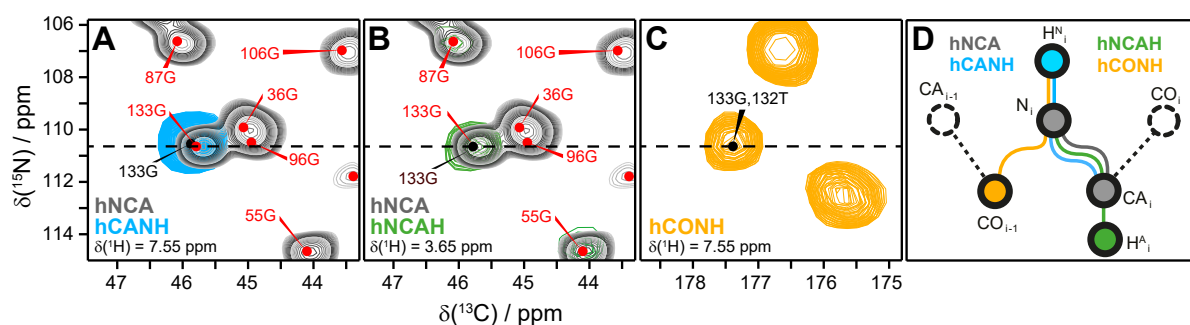 106
108
110
112
114
δ(¹⁵N) / ppm
A
87G
106G
133G
36G
133G
96G
55G
hNCA
hCANH
δ(¹H) = 7.55 ppm
47 46 45 44
B
87G
106G
133G
36G
133G
96G
55G
hNCA
hNCAH
δ(¹H) = 3.65 ppm
47 46 45 44
C
133G,132T
hCONH
δ(¹H) = 7.55 ppm
178 177 176 175
δ(¹³C) / ppm
D
hNCA
hCANH
Hᴺᵢ
hNCAH
hCONH
CAᵢ₋₁
Nᵢ
COᵢ
COᵢ₋₁
CAᵢ
Hᴬᵢ